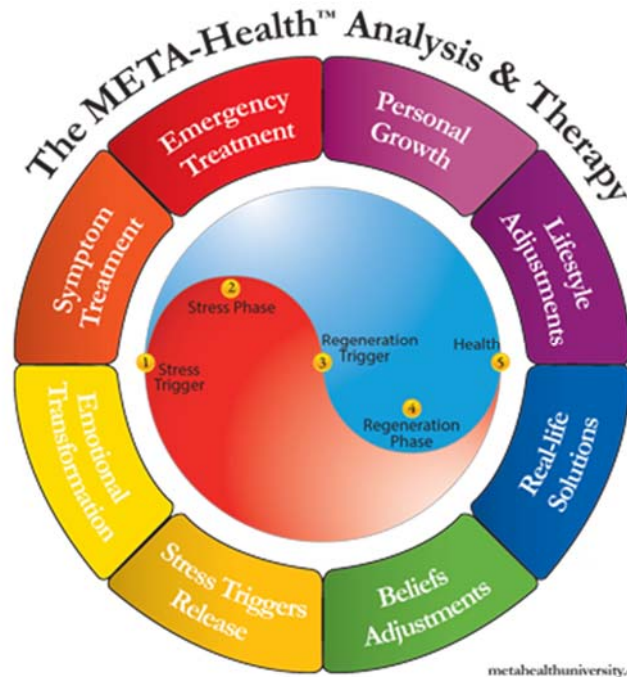 The META-Health™ Analysis & Therapy
Emergency
Treatment
Personal
Growth
Lifestyle
Adjustments
Real-life
Solutions
Beliefs
Adjustments
Stress Triggers
Release
Emotional
Transformation
Symptom
Treatment
1
Stress
Trigger
2
Stress Phase
3
Regeneration
Trigger
4
Regeneration
Phase
Health
5